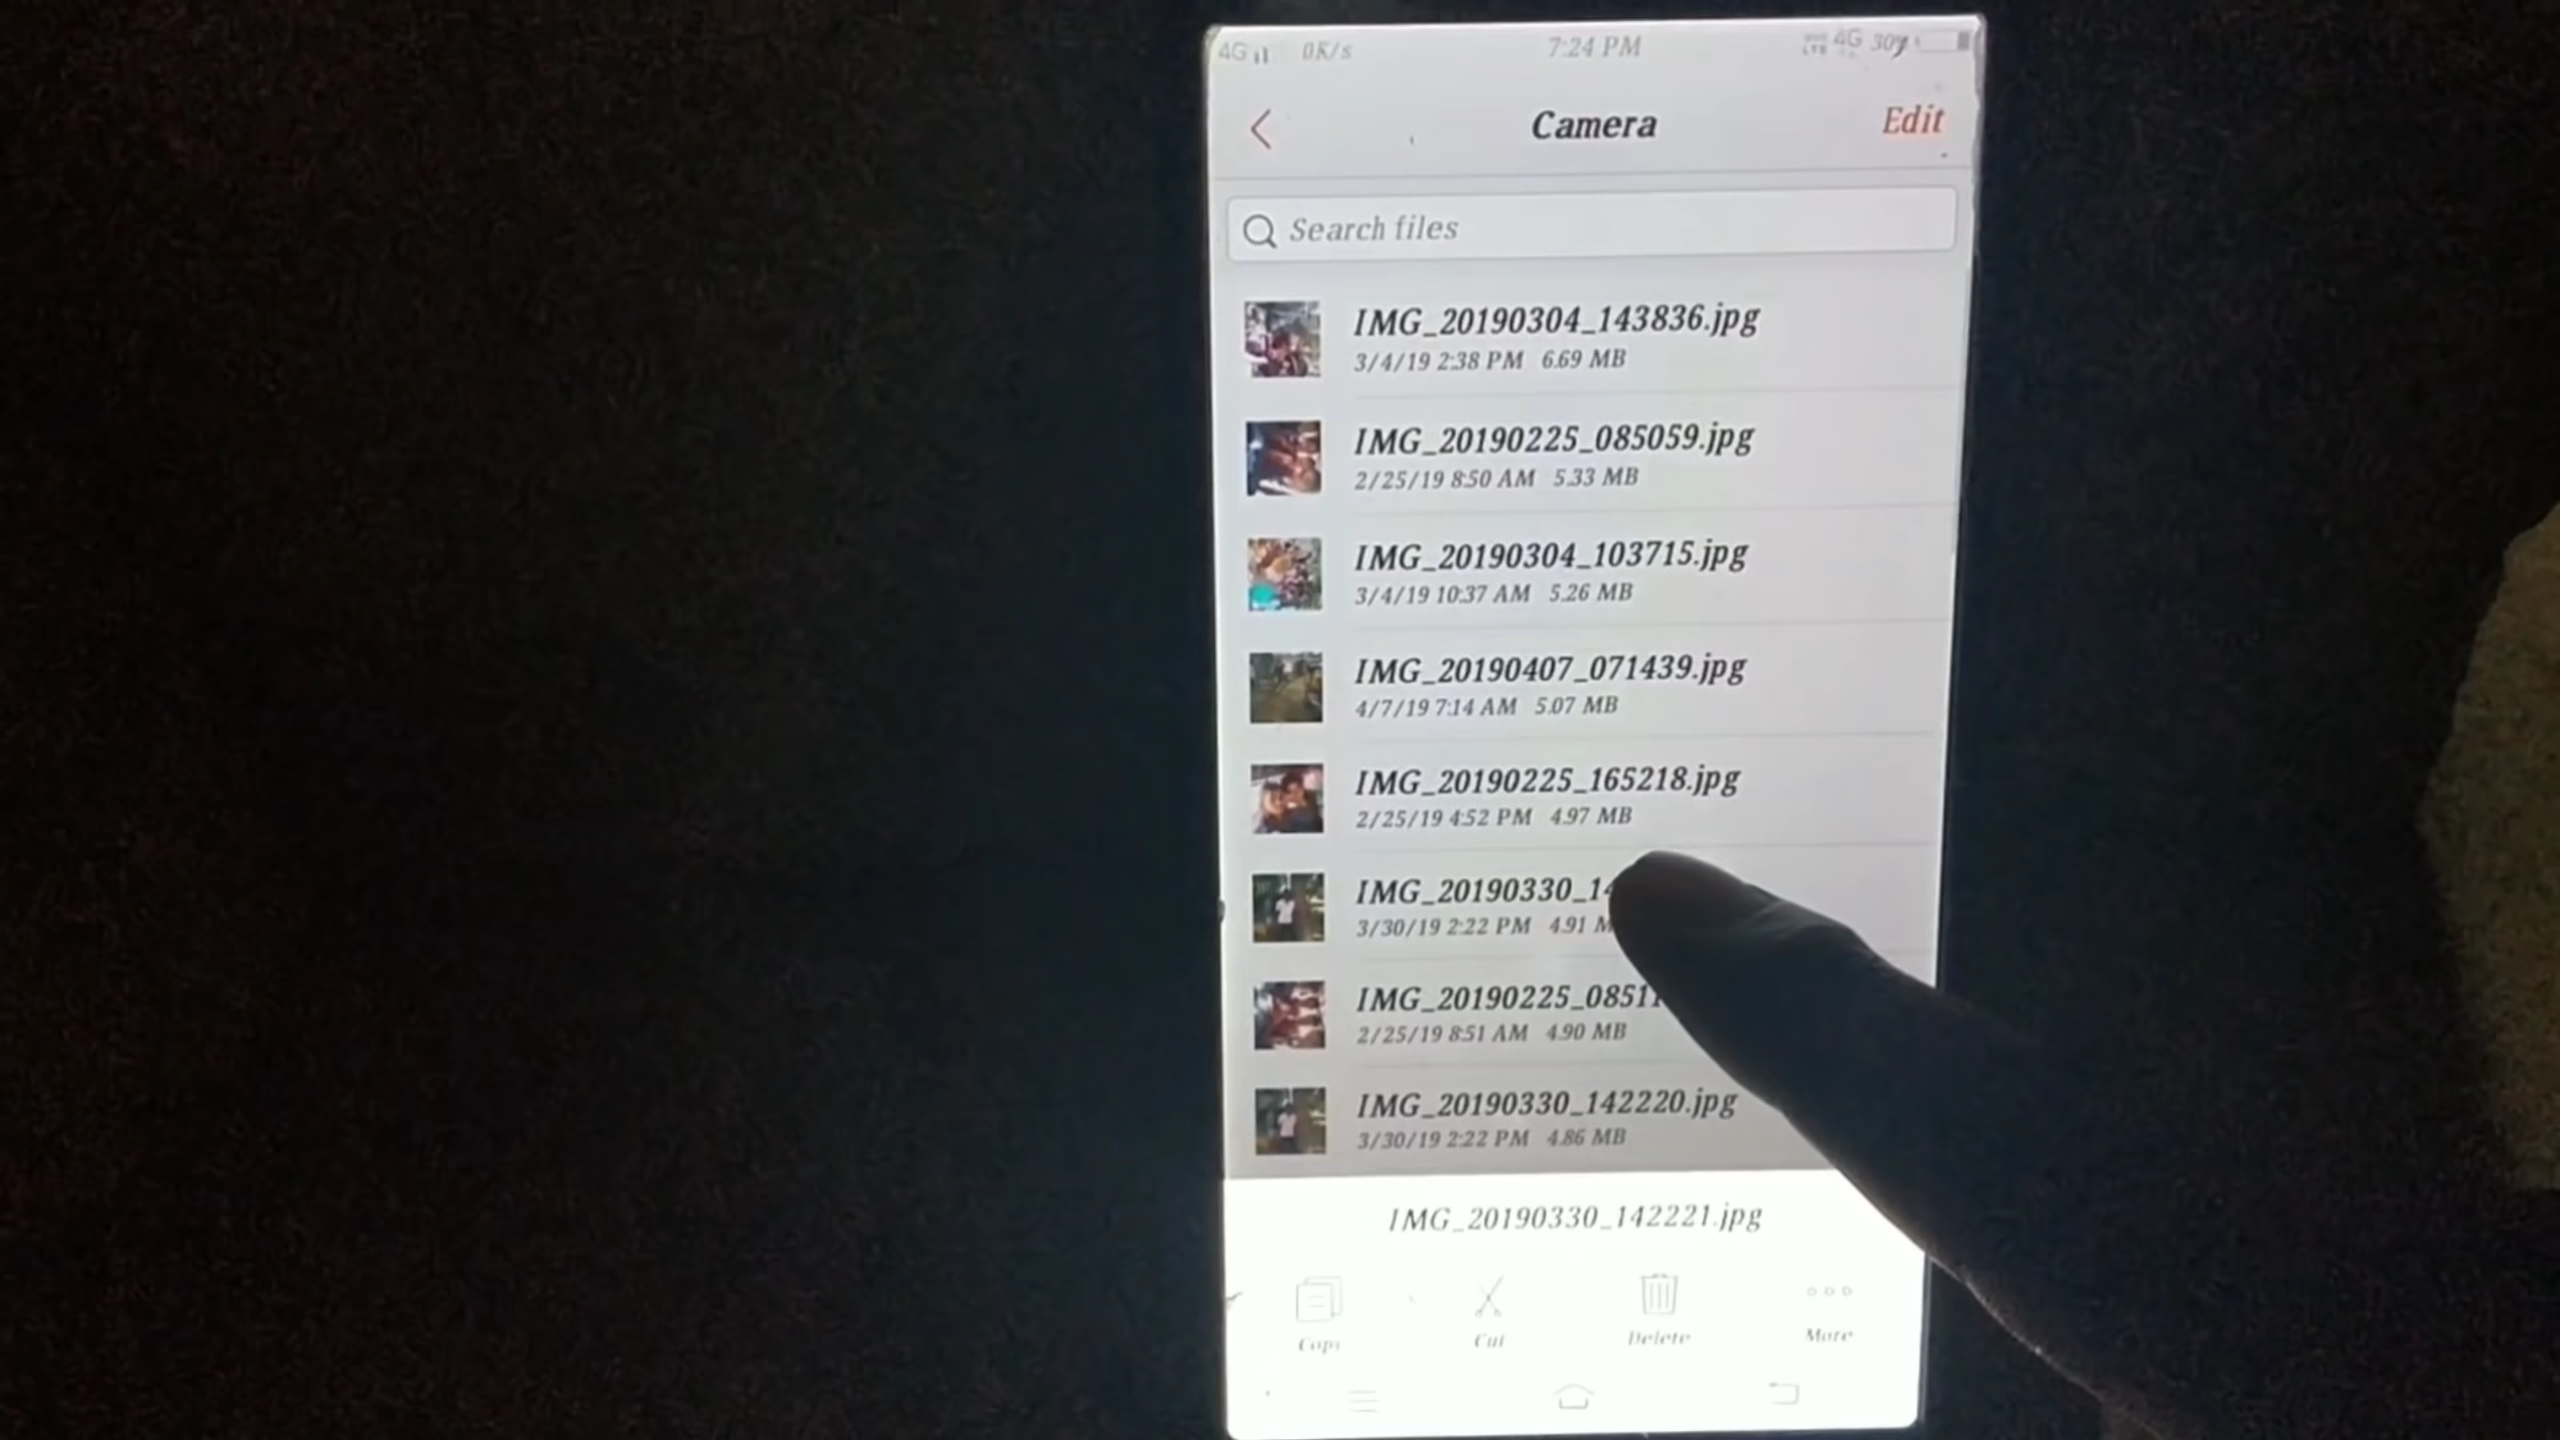 4G 0K/s 7:24 PM 4G
Camera
Edit
Search files
IMG_20190304_143836.jpg
3/4/19 2:38 PM 6.69 MB
IMG_20190225_085059.jpg
2/25/19 8:50 AM 5.33 MB
IMG_20190304_103715.jpg
3/4/19 10:37 AM 5.26 MB
IMG_20190407_071439.jpg
4/7/19 7:14 AM 5.07 MB
IMG_20190225_165218.jpg
2/25/19 4:52 PM 4.97 MB
IMG_20190330_14
3/30/19 2:22 PM 4.91 M
IMG_20190225_0851
2/25/19 8:51 AM 4.90 MB
IMG_20190330_142220.jpg
3/30/19 2:22 PM 4.86 MB
IMG_20190330_142221.jpg
Copy Cut Delete More